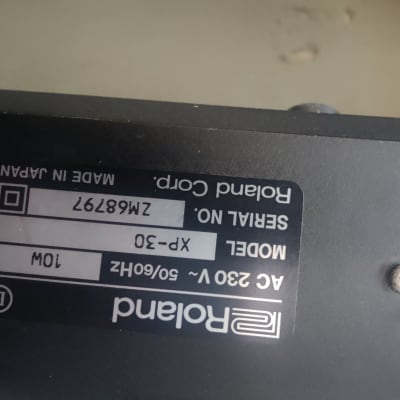 Roland
AC 230 V~ 50/60Hz 10W
MODEL XP-30
SERIAL NO. ZM68797
Roland Corp. MADE IN JAPAN